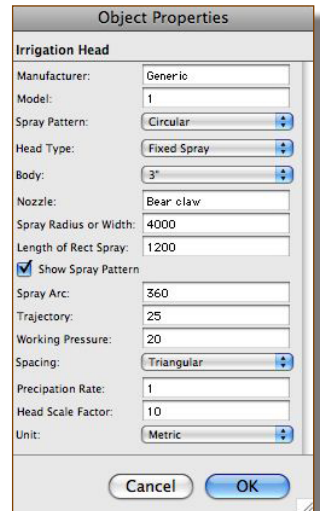 Object Properties
Irrigation Head
Manufacturer: Generic
Model: 1
Spray Pattern: Circular
Head Type: Fixed Spray
Body: 3"
Nozzle: Bear claw
Spray Radius or Width: 4000
Length of Rect Spray: 1200
Show Spray Pattern
Spray Arc: 360
Trajectory: 25
Working Pressure: 20
Spacing: Triangular
Precipation Rate: 1
Head Scale Factor: 10
Unit: Metric
Cancel OK